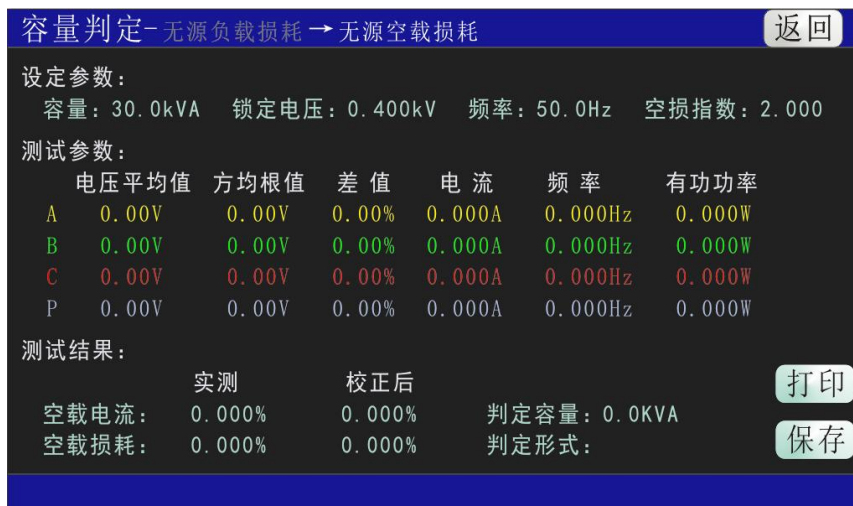 容量判定-无源负载损耗→无源空载损耗 返回
设定参数:
容量: 30.0kVA 锁定电压: 0.400kV 频率: 50.0Hz 空损指数: 2.000
测试参数:
电压平均值 方均根值 差 值 电 流 频 率 有功功率
A 0.00V 0.00V 0.00% 0.000A 0.000Hz 0.000W
B 0.00V 0.00V 0.00% 0.000A 0.000Hz 0.000W
C 0.00V 0.00V 0.00% 0.000A 0.000Hz 0.000W
P 0.00V 0.00V 0.00% 0.000A 0.000Hz 0.000W
测试结果:
实测 校正后 打印
空载电流: 0.000% 0.000% 判定容量: 0.0KVA
空载损耗: 0.000% 0.000% 判定形式: 保存